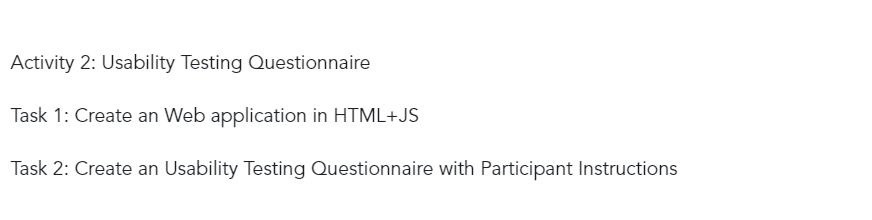 Activity 2: Usability Testing Questionnaire
Task 1: Create an Web application in HTML+JS
Task 2: Create an Usability Testing Questionnaire with Participant Instructions